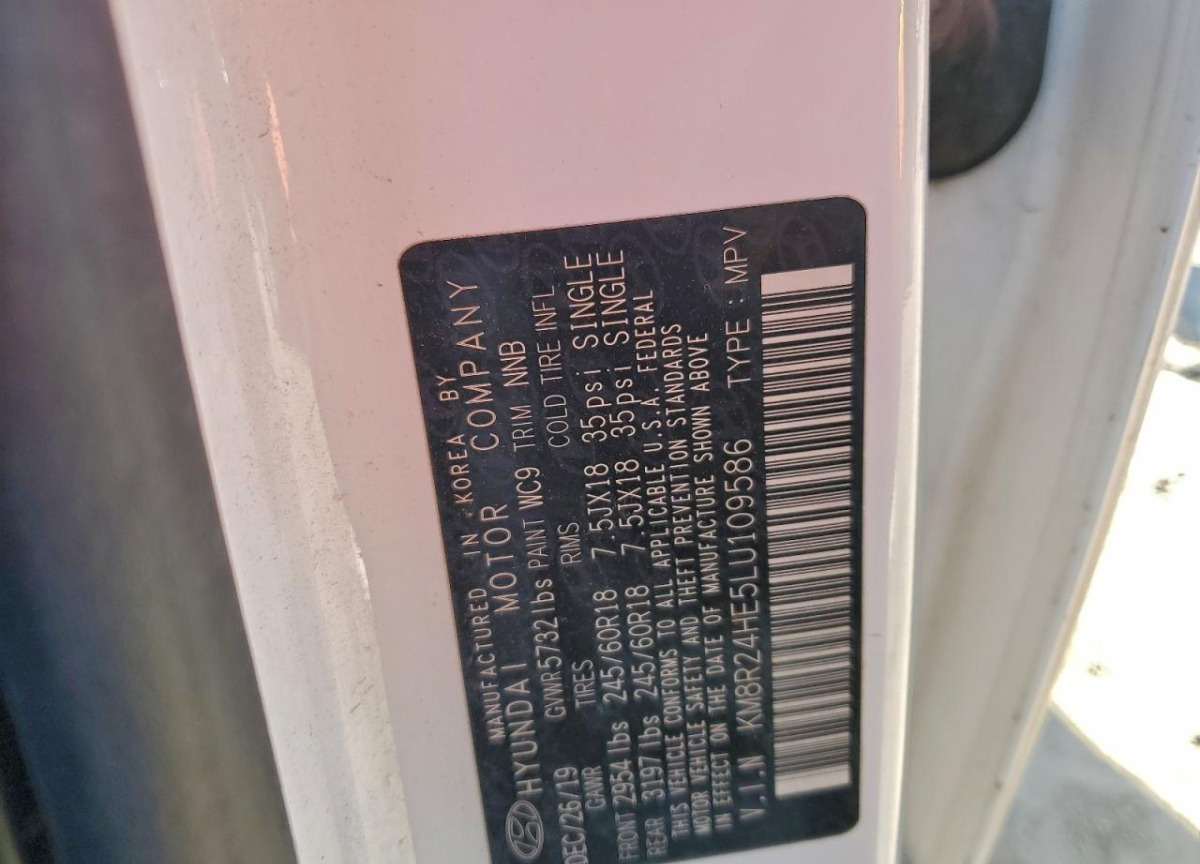 MANUFACTURED IN KOREA BY
HYUNDAI MOTOR COMPANY
DEC/26/19 GVWR5732lbs PAINT WC9 TRIM NNB
GAWR TIRES RIMS COLD TIRE INFL
FRONT 2954lbs 245/60R18 7.5JX18 35psi SINGLE
REAR 3197lbs 245/60R18 7.5JX18 35psi SINGLE
THIS VEHICLE CONFORMS TO ALL APPLICABLE U.S.A. FEDERAL
MOTOR VEHICLE SAFETY AND THEFT PREVENTION STANDARDS
IN EFFECT ON THE DATE OF MANUFACTURE SHOWN ABOVE
V.I.N KM8R24HE5LU109586 TYPE : MPV